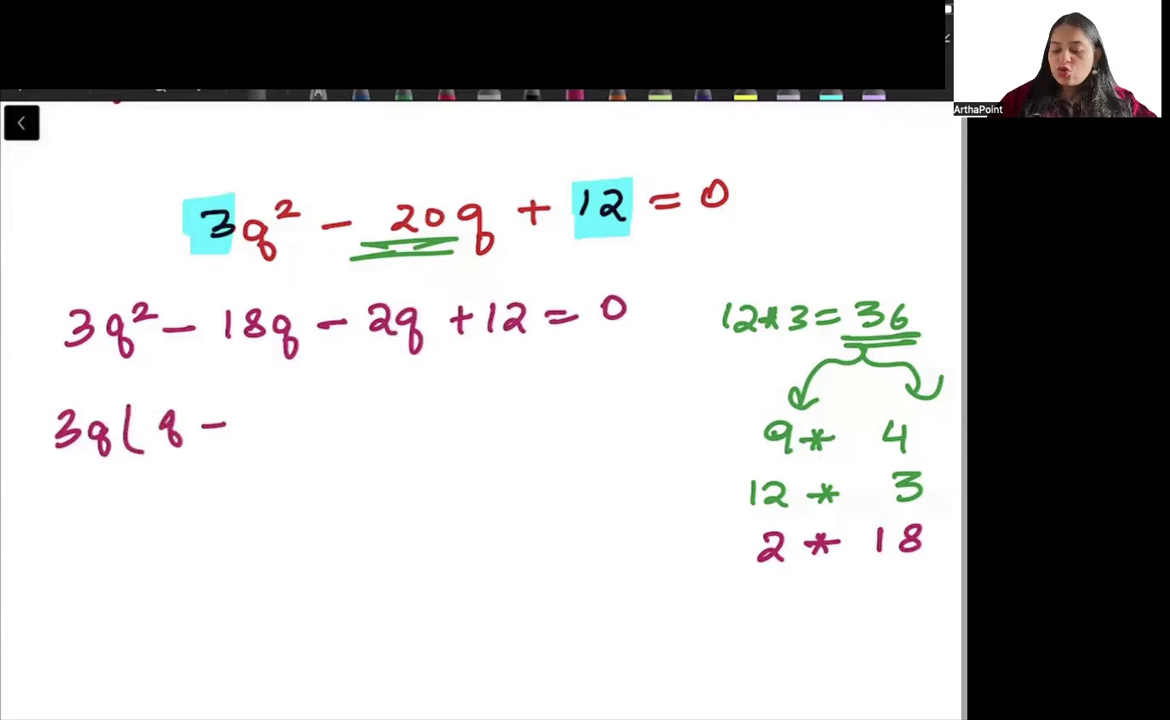 ArthaPoint
3q² - 20q + 12 = 0
3q² - 18q - 2q + 12 = 0
12*3 = 36
3q( q -
9* 4
12 * 3
2 * 18